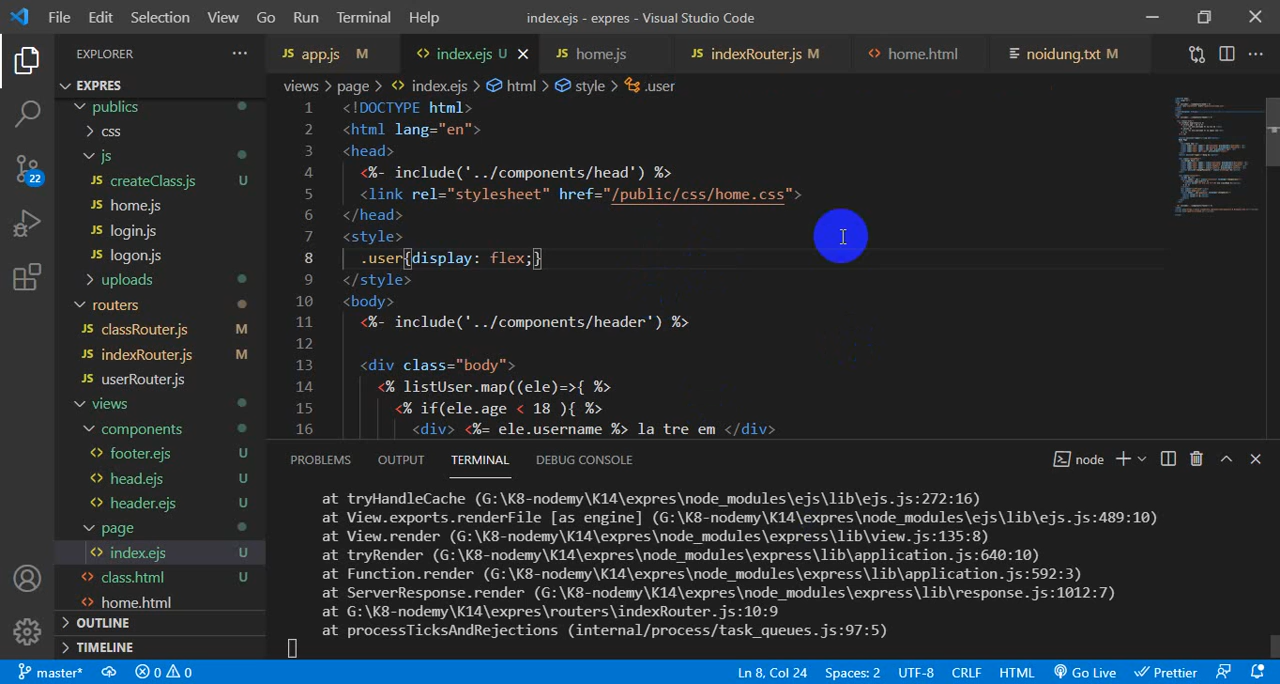 File Edit Selection View Go Run Terminal Help index.ejs - expres - Visual Studio Code
EXPLORER
EXPRES
publics
css
js
JS createClass.js U
JS home.js
JS login.js
JS logon.js
uploads
routers
JS classRouter.js M
JS indexRouter.js M
JS userRouter.js
views
components
footer.ejs U
head.ejs U
header.ejs U
page
index.ejs U
class.html U
home.html
OUTLINE
TIMELINE
22
JS app.js M index.ejs U JS home.js JS indexRouter.js M home.html noidung.txt M
views > page > index.ejs > html > style > .user
1 <!DOCTYPE html>
2 <html lang="en">
3 <head>
4 <%- include('../components/head') %>
5 <link rel="stylesheet" href="/public/css/home.css">
6 </head>
7 <style>
8 .user{display: flex;}
9 </style>
10 <body>
11 <%- include('../components/header') %>
12
13 <div class="body">
14 <% listUser.map((ele)=>{ %>
15 <% if(ele.age < 18 ){ %>
16 <div> <%= ele.username %> la tre em </div>
PROBLEMS OUTPUT TERMINAL DEBUG CONSOLE node
at tryHandleCache (G:\K8-nodemy\K14\expres\node_modules\ejs\lib\ejs.js:272:16)
at View.exports.renderFile [as engine] (G:\K8-nodemy\K14\expres\node_modules\ejs\lib\ejs.js:489:10)
at View.render (G:\K8-nodemy\K14\expres\node_modules\express\lib\view.js:135:8)
at tryRender (G:\K8-nodemy\K14\expres\node_modules\express\lib\application.js:640:10)
at Function.render (G:\K8-nodemy\K14\expres\node_modules\express\lib\application.js:592:3)
at ServerResponse.render (G:\K8-nodemy\K14\expres\node_modules\express\lib\response.js:1012:7)
at G:\K8-nodemy\K14\expres\routers\indexRouter.js:10:9
at processTicksAndRejections (internal/process/task_queues.js:97:5)
master* 0 0 Ln 8, Col 24 Spaces: 2 UTF-8 CRLF HTML Go Live Prettier